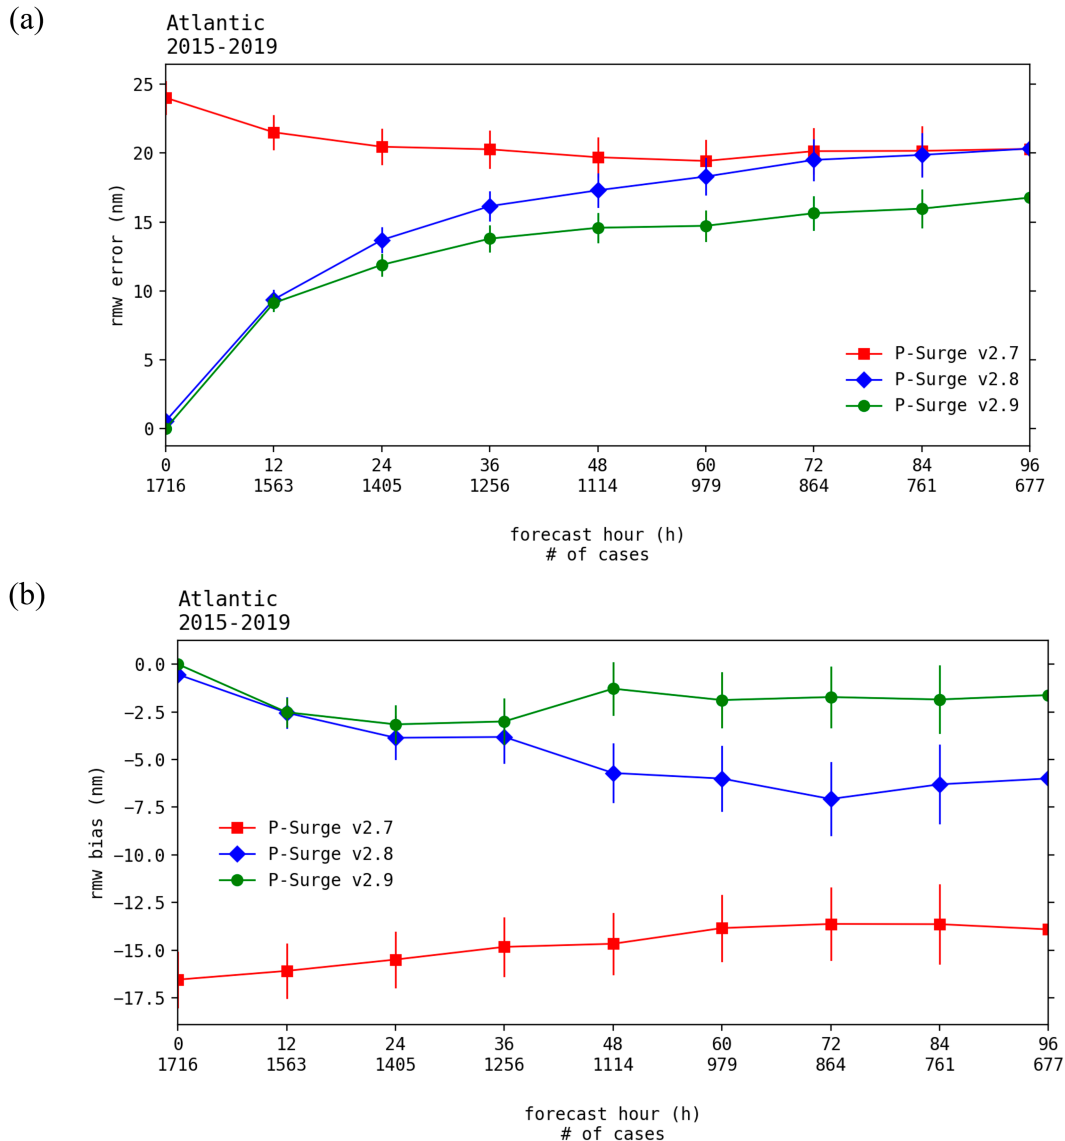 (a)
Atlantic
2015-2019
rmw error (nm)
25
20
15
10
5
0
P-Surge v2.7
P-Surge v2.8
P-Surge v2.9
0 12 24 36 48 60 72 84 96
1716 1563 1405 1256 1114 979 864 761 677
forecast hour (h)
# of cases
(b)
Atlantic
2015-2019
rmw bias (nm)
0.0
−2.5
−5.0
−7.5
−10.0
−12.5
−15.0
−17.5
P-Surge v2.7
P-Surge v2.8
P-Surge v2.9
0 12 24 36 48 60 72 84 96
1716 1563 1405 1256 1114 979 864 761 677
forecast hour (h)
# of cases